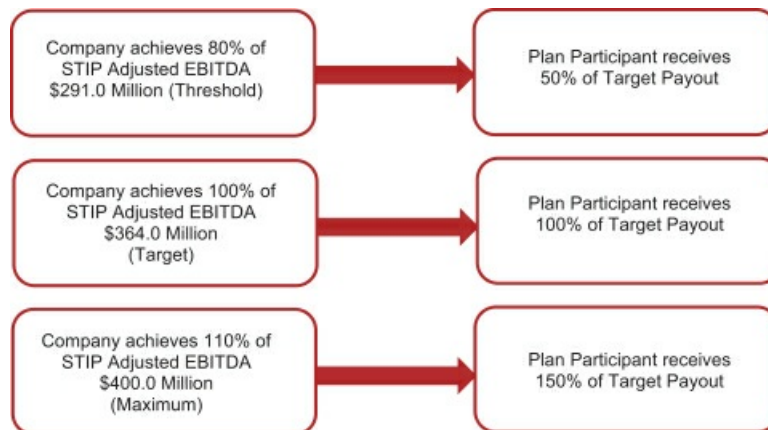 Company achieves 80% of
STIP Adjusted EBITDA
$291.0 Million (Threshold)
Plan Participant receives
50% of Target Payout
Company achieves 100% of
STIP Adjusted EBITDA
$364.0 Million
(Target)
Plan Participant receives
100% of Target Payout
Company achieves 110% of
STIP Adjusted EBITDA
$400.0 Million
(Maximum)
Plan Participant receives
150% of Target Payout